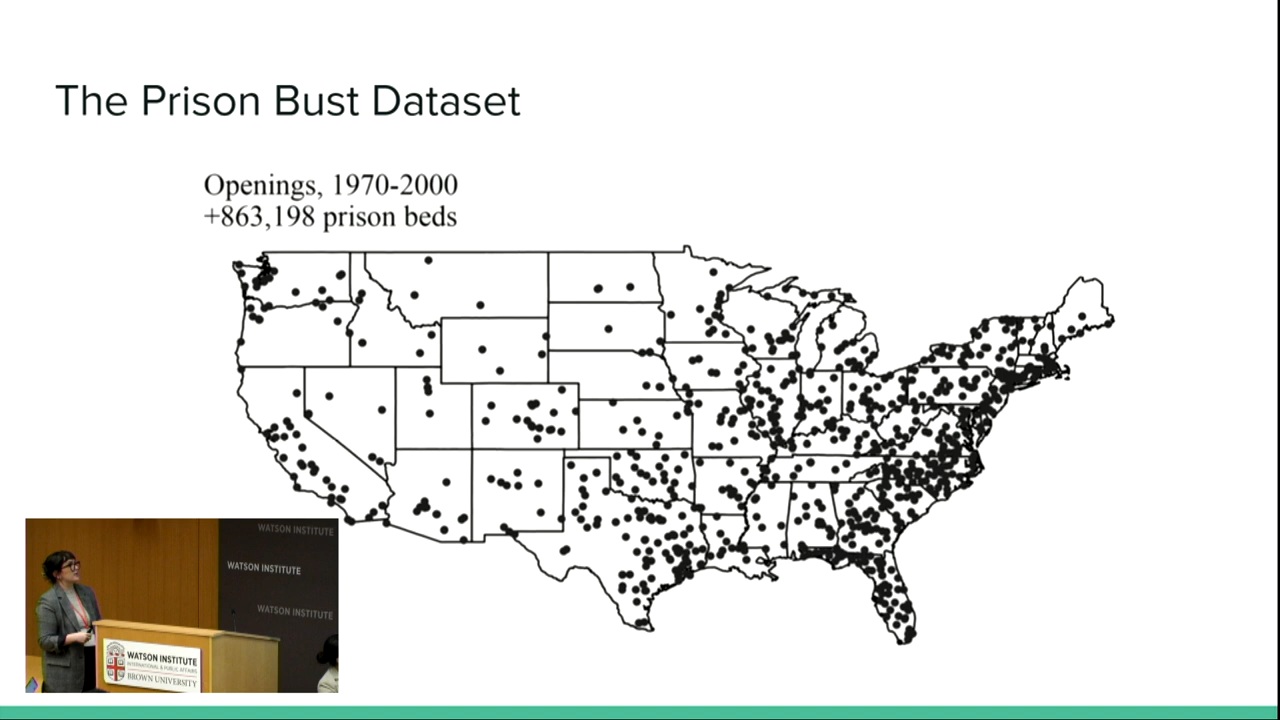 The Prison Bust Dataset
Openings, 1970-2000
+863,198 prison beds
WATSON INSTITUTE
WATSON INSTITUTE
WATSON INSTITUTE
WATSON INSTITUTE
INTERNATIONAL & PUBLIC AFFAIRS
BROWN UNIVERSITY